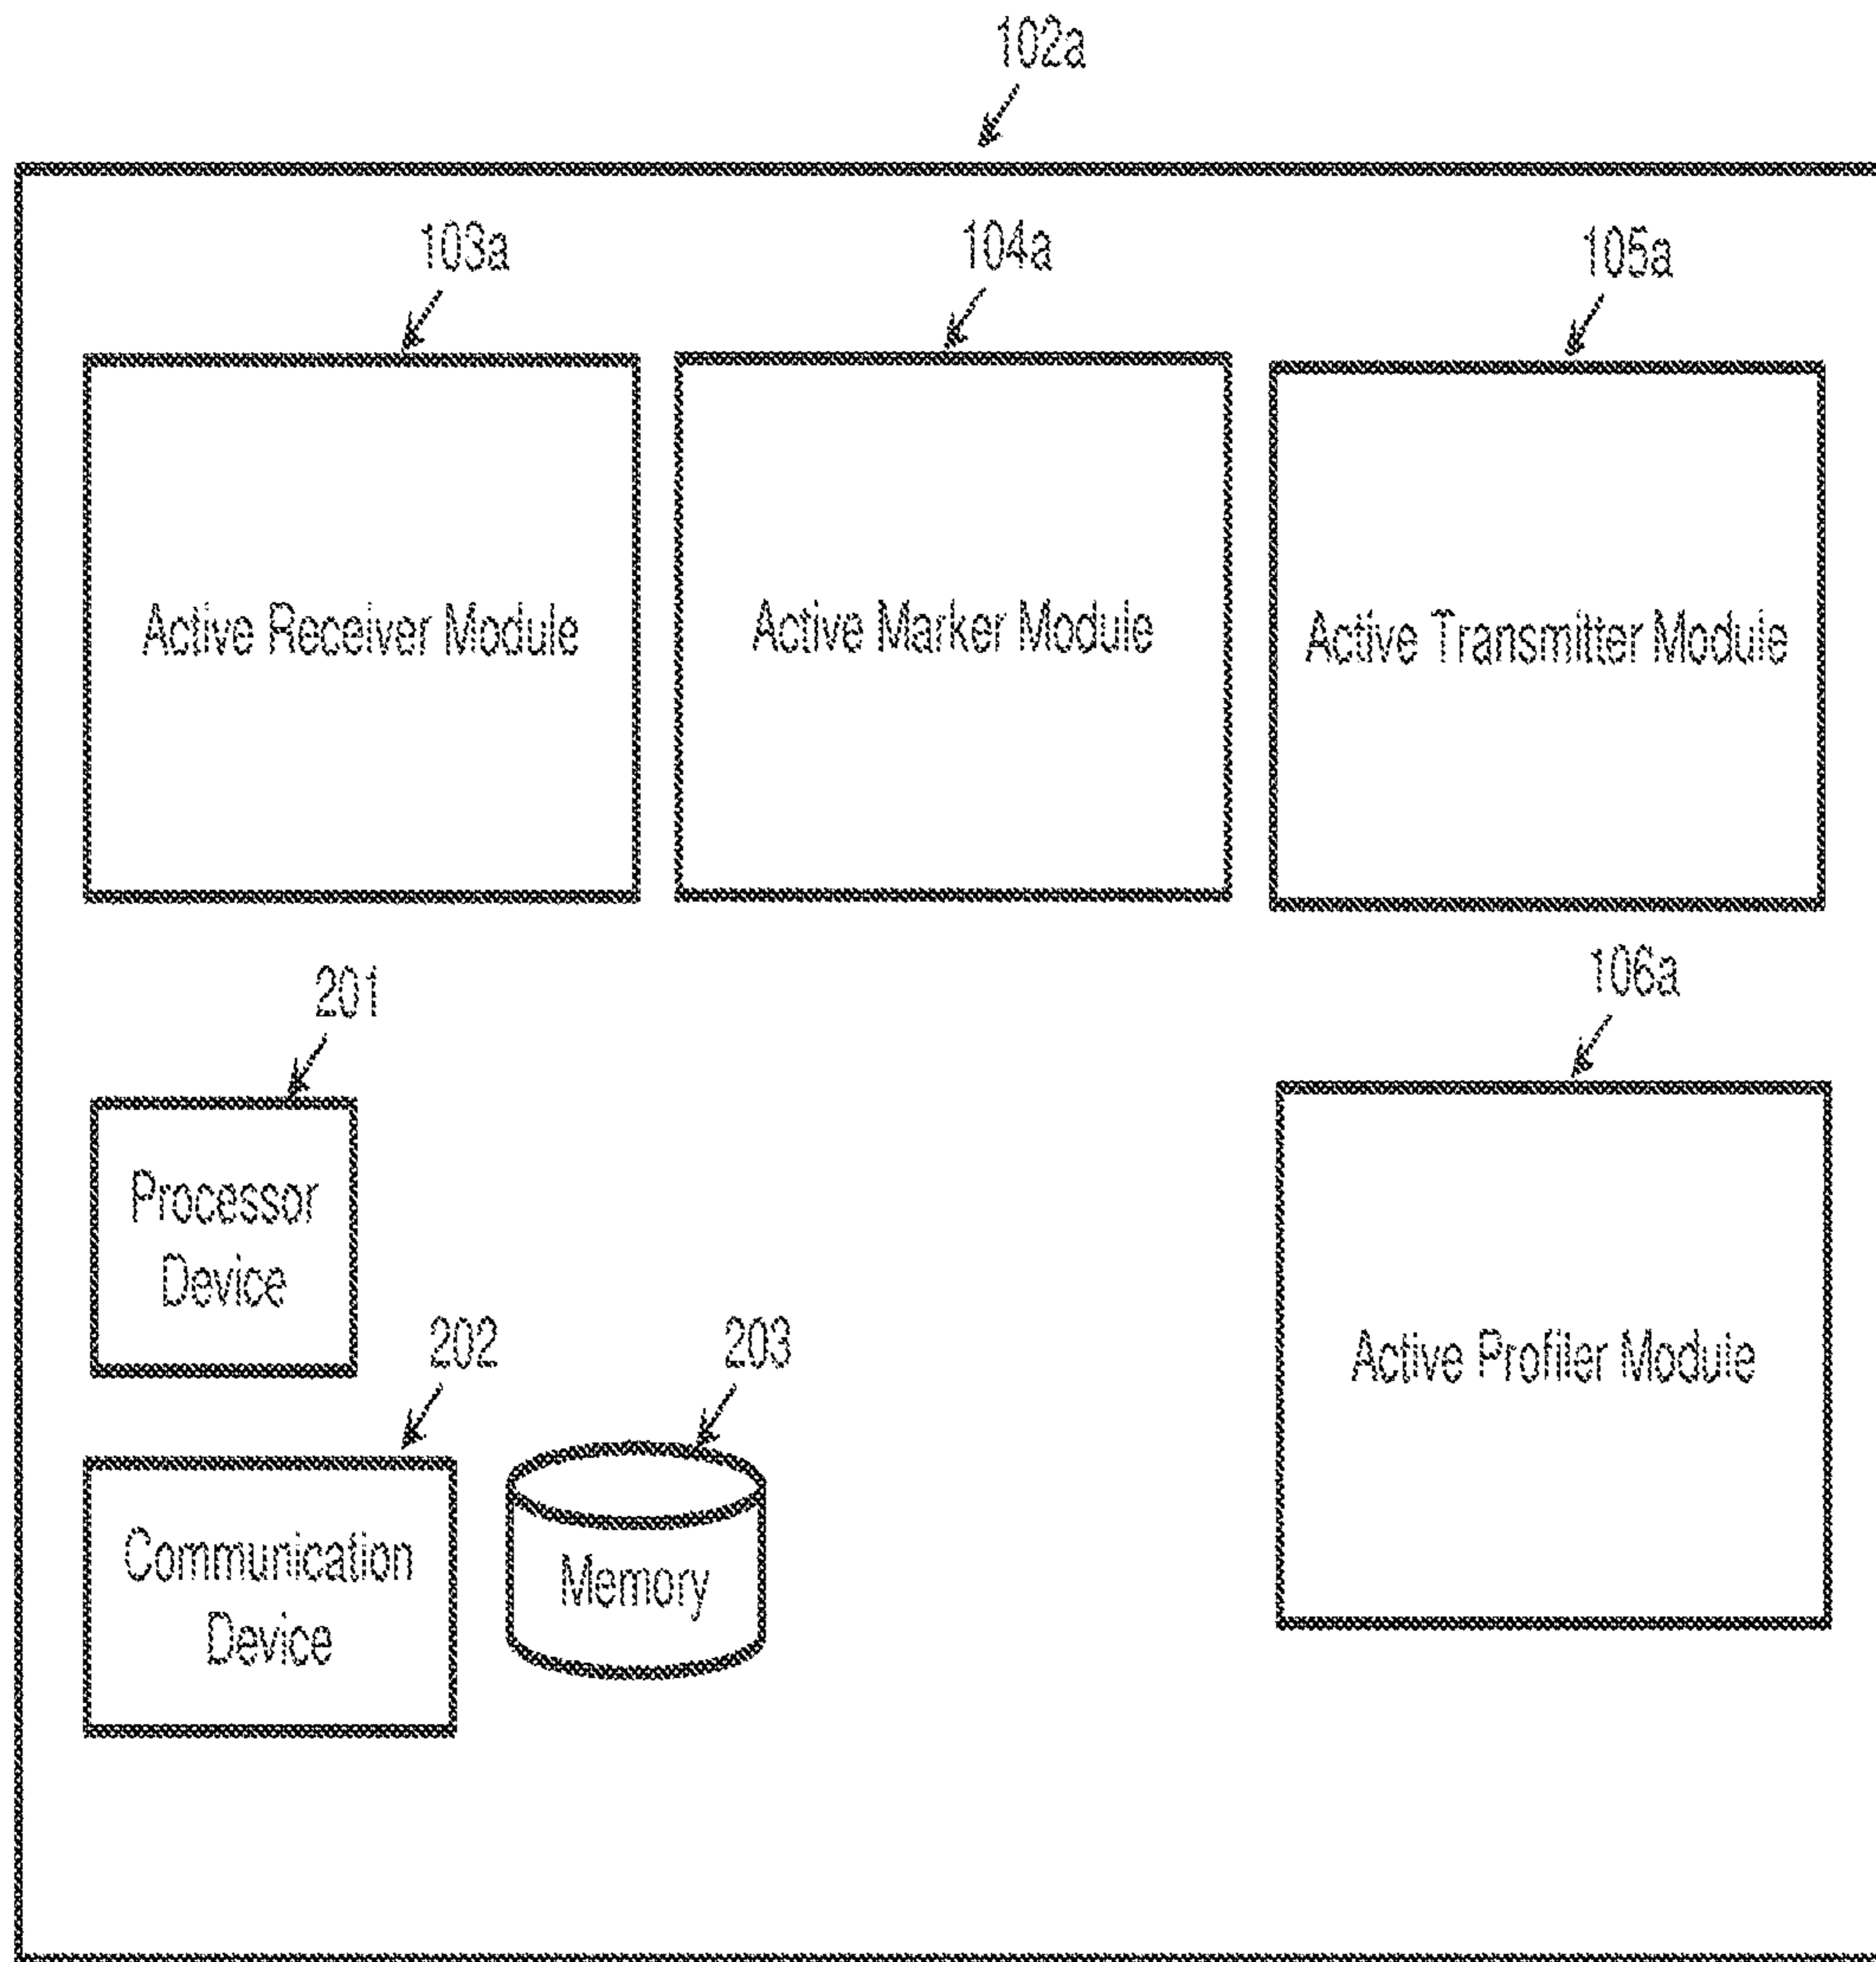 102a
103a
104a
105a
Active Receiver Module
Active Marker Module
Active Transmitter Module
201
106a
Processor
Device
Active Profiler Module
202
203
Communication
Device
Memory